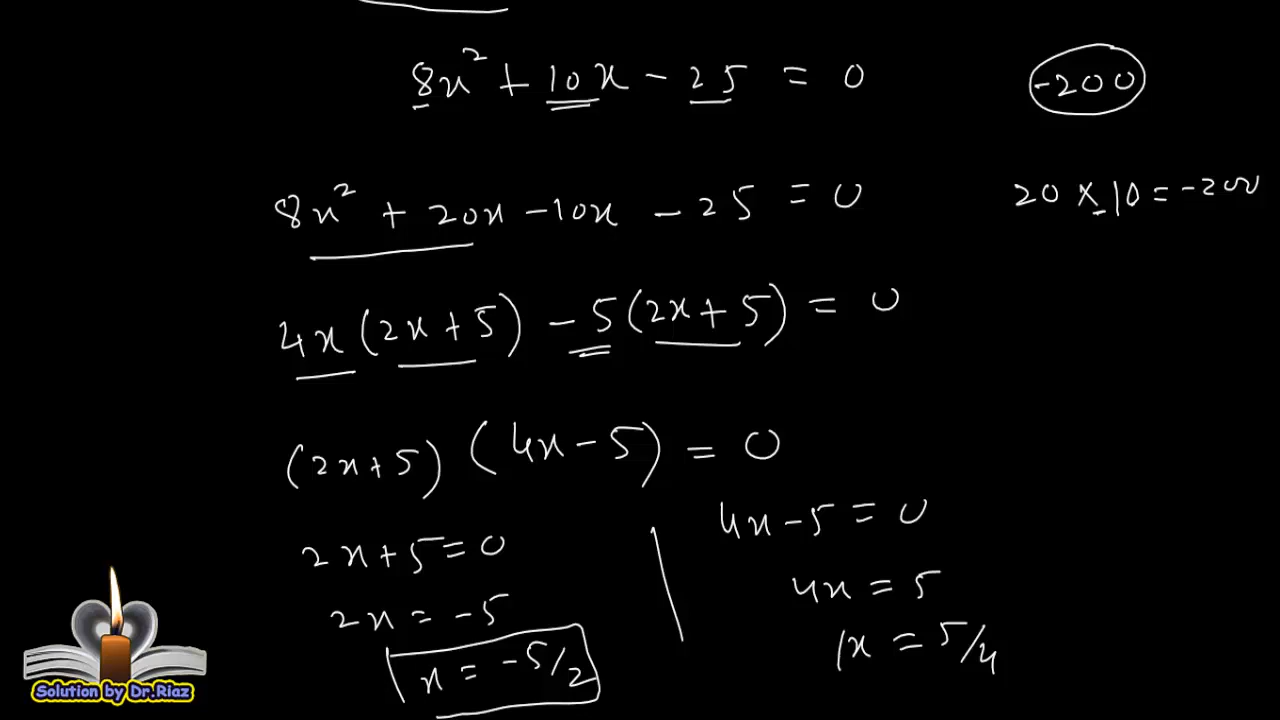 8x² + 10x - 25 = 0
-200
8x² + 20x - 10x - 25 = 0
20 × -10 = -200
4x (2x + 5) - 5 (2x + 5) = 0
(2x + 5) (4x - 5) = 0
2x + 5 = 0
2x = -5
x = -5/2
4x - 5 = 0
4x = 5
x = 5/4
Solution by Dr.Riaz